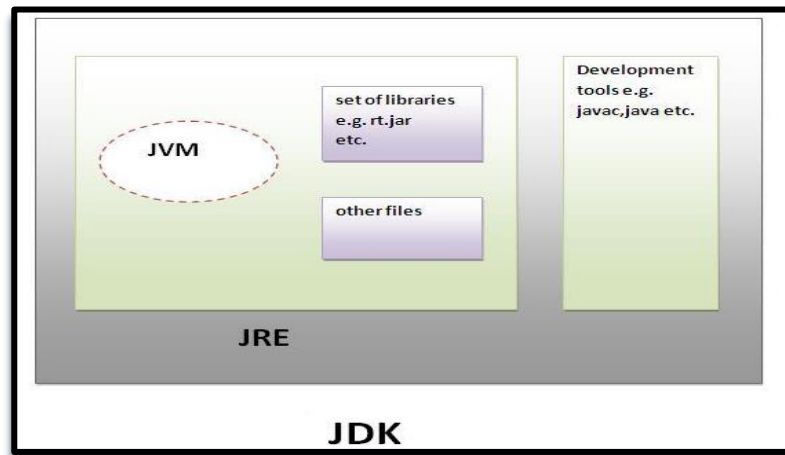 JVM
set of libraries
e.g. rt.jar
etc.
other files
Development
tools e.g.
javac,java etc.
JRE
JDK